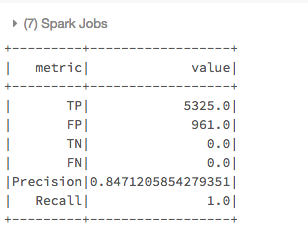 (7) Spark Jobs
+---------+------------------+
|   metric|             value|
+---------+------------------+
|       TP|            5325.0|
|       FP|             961.0|
|       TN|               0.0|
|       FN|               0.0|
|Precision|0.8471205854279351|
|   Recall|               1.0|
+---------+------------------+